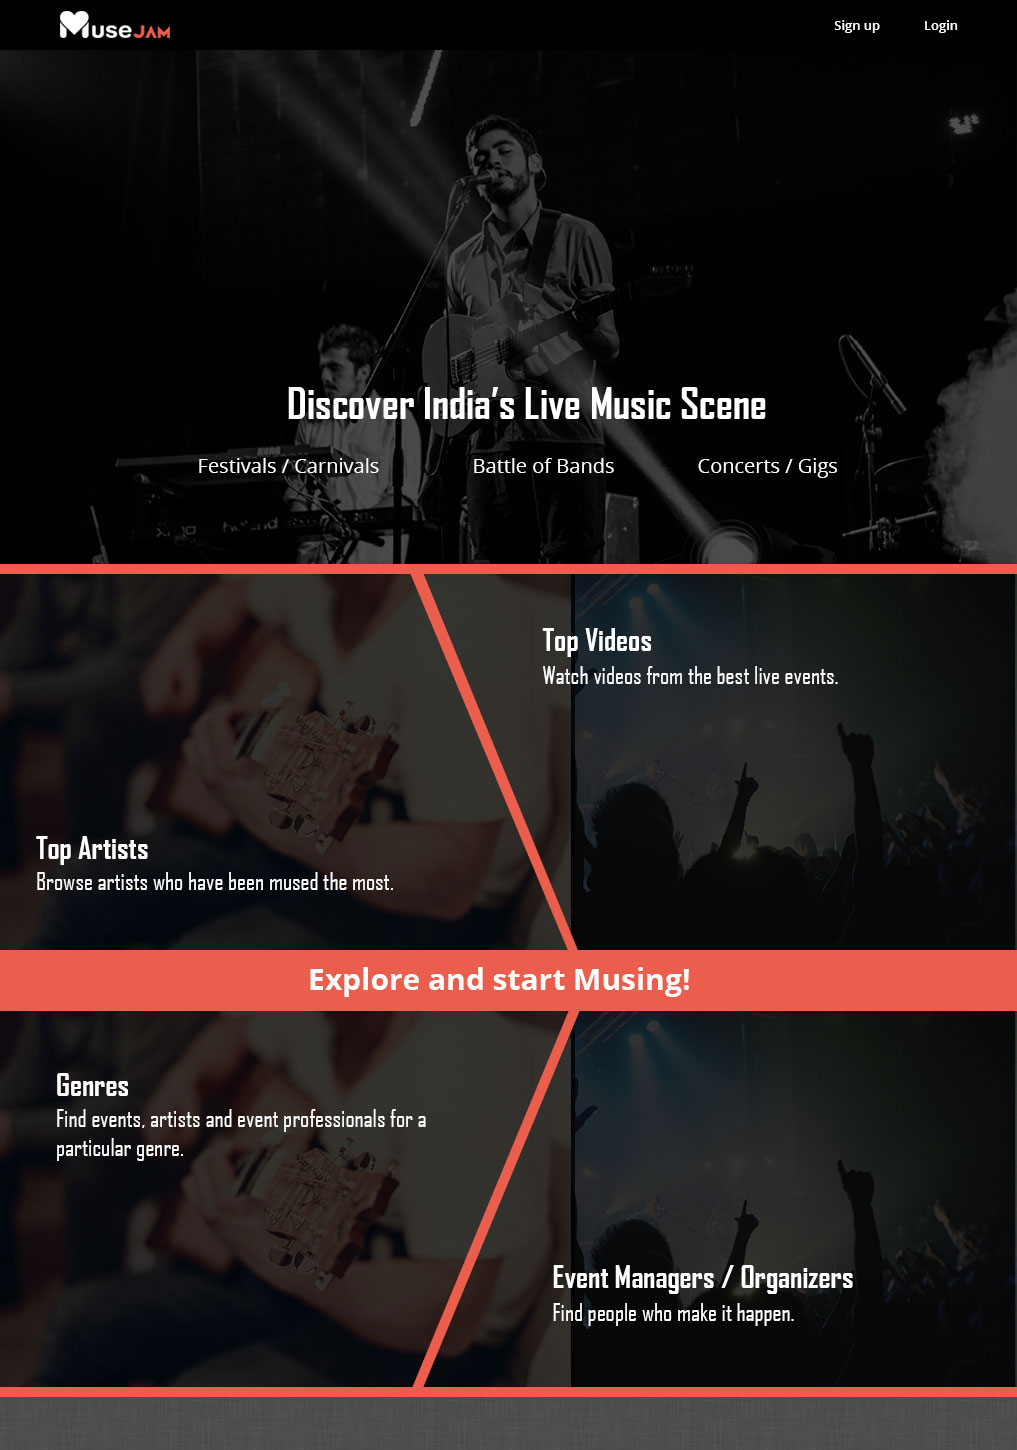 MuseJAM
Sign up
Login
Discover India's Live Music Scene
Festivals / Carnivals
Battle of Bands
Concerts / Gigs
Top Videos
Watch videos from the best live events.
Top Artists
Browse artists who have been mused the most.
Explore and start Musing!
Genres
Find events, artists and event professionals for a
particular genre.
Event Managers / Organizers
Find people who make it happen.